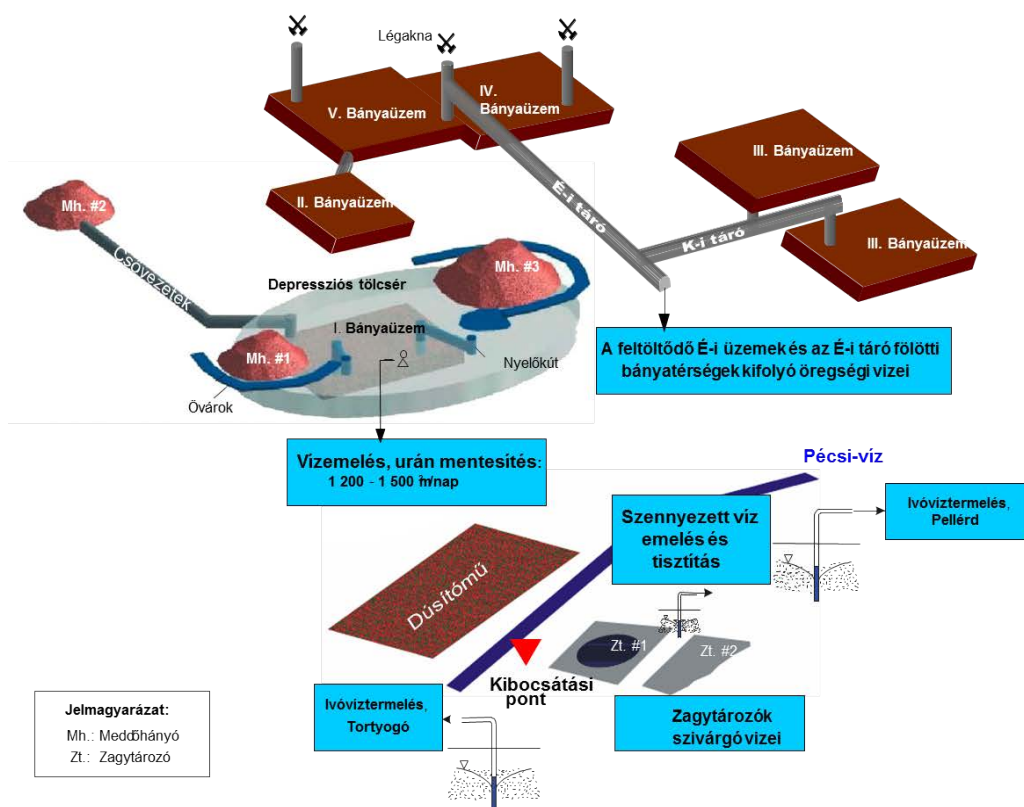 Légakna
V. Bányaüzem
IV.
Bányaüzem
III. Bányaüzem
II. Bányaüzem
É-i táró
K-i táró
III. Bányaüzem
Mh. #2
Csővezeték
Mh. #3
Depressziós tölcsér
I. Bányaüzem
Mh. #1
Nyelőkút
Övárok
A feltöltődő É-i üzemek és az É-i táró fölötti
bányatérségek kifolyó öregségi vizei
Vízemelés, urán mentesítés:
1 200 - 1 500 m³/nap
Pécsi-víz
Szennyezett víz
emelés és
tisztítás
Ivóvíztermelés,
Pellérd
Dúsítómű
Zt. #1
Zt. #2
Kibocsátási
pont
Ivóvíztermelés,
Tortyogó
Zagytározók
szivárgó vizei
Jelmagyarázat:
Mh.: Meddőhányó
Zt.: Zagytározó